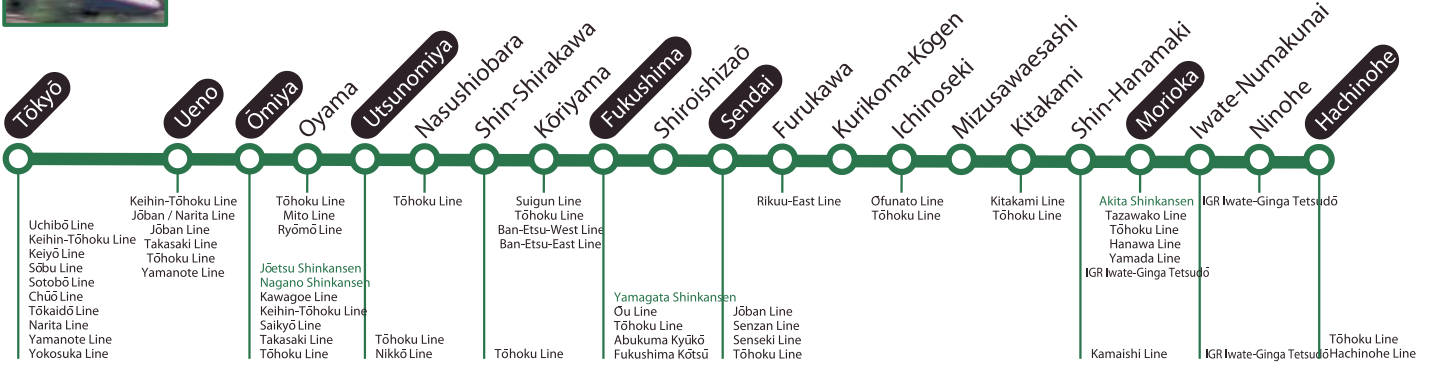 Tōkyō
Ueno
Ōmiya
Oyama
Utsunomiya
Nasushiobara
Shin-Shirakawa
Kōriyama
Fukushima
Shiroishizaō
Sendai
Furukawa
Kurikoma-Kōgen
Ichinoseki
Mizusawaesashi
Kitakami
Shin-Hanamaki
Morioka
Iwate-Numakunai
Ninohe
Hachinohe
Uchibō Line
Keihin-Tōhoku Line
Keiyō Line
Sōbu Line
Sotobō Line
Chūō Line
Tōkaidō Line
Narita Line
Yamanote Line
Yokosuka Line
Keihin-Tōhoku Line
Jōban / Narita Line
Jōban Line
Takasaki Line
Tōhoku Line
Yamanote Line
Jōetsu Shinkansen
Nagano Shinkansen
Kawagoe Line
Keihin-Tōhoku Line
Saikyō Line
Takasaki Line
Tōhoku Line
Tōhoku Line
Mito Line
Ryōmō Line
Tōhoku Line
Nikkō Line
Tōhoku Line
Tōhoku Line
Suigun Line
Tōhoku Line
Ban-Etsu-West Line
Ban-Etsu-East Line
Yamagata Shinkansen
Ōu Line
Tōhoku Line
Abukuma Kyūkō
Fukushima Kōtsū
Jōban Line
Senzan Line
Senseki Line
Tōhoku Line
Rikuu-East Line
Ōfunato Line
Tōhoku Line
Kitakami Line
Tōhoku Line
Kamaishi Line
Akita Shinkansen
Tazawako Line
Tōhoku Line
Hanawa Line
Yamada Line
IGR Iwate-Ginga Tetsudō
IGR Iwate-Ginga Tetsudō
IGR Iwate-Ginga Tetsudō
Tōhoku Line
Hachinohe Line